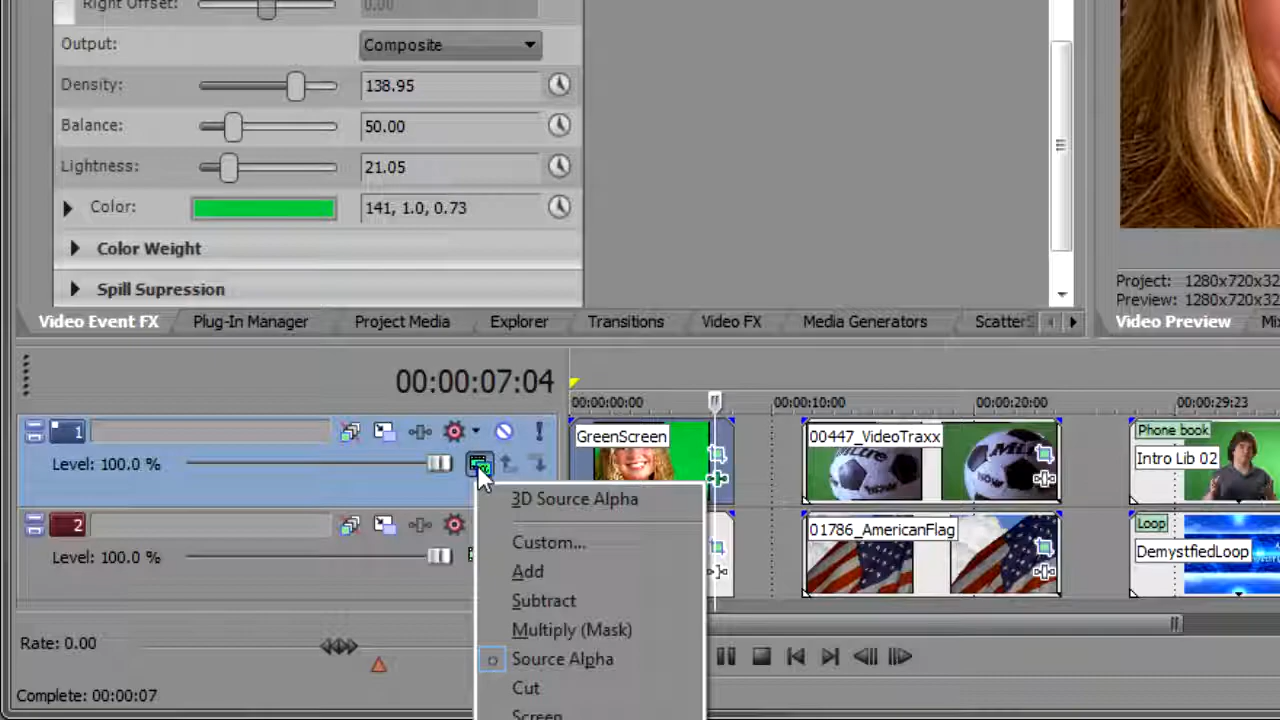 Right Offset:
0.00
Output: Composite
Density: 138.95
Balance: 50.00
Lightness: 21.05
Color: 141, 1.0, 0.73
Color Weight
Spill Supression
Project: 1280x720x32
Preview: 1280x720x32
Video Event FX Plug-In Manager Project Media Explorer Transitions Video FX Media Generators ScatterS Video Preview
00:00:07:04
00:00:00:00 00:00:10:00 00:00:20:00 00:00:29:23
1
Level: 100.0 %
GreenScreen
00447_VideoTraxx
MITRE
Phone book
Intro Lib 02
3D Source Alpha
Custom...
Add
Subtract
Multiply (Mask)
Source Alpha
Cut
Screen
2
Level: 100.0 %
01786_AmericanFlag
Loop
DemystfiedLoop
Rate: 0.00
Complete: 00:00:07